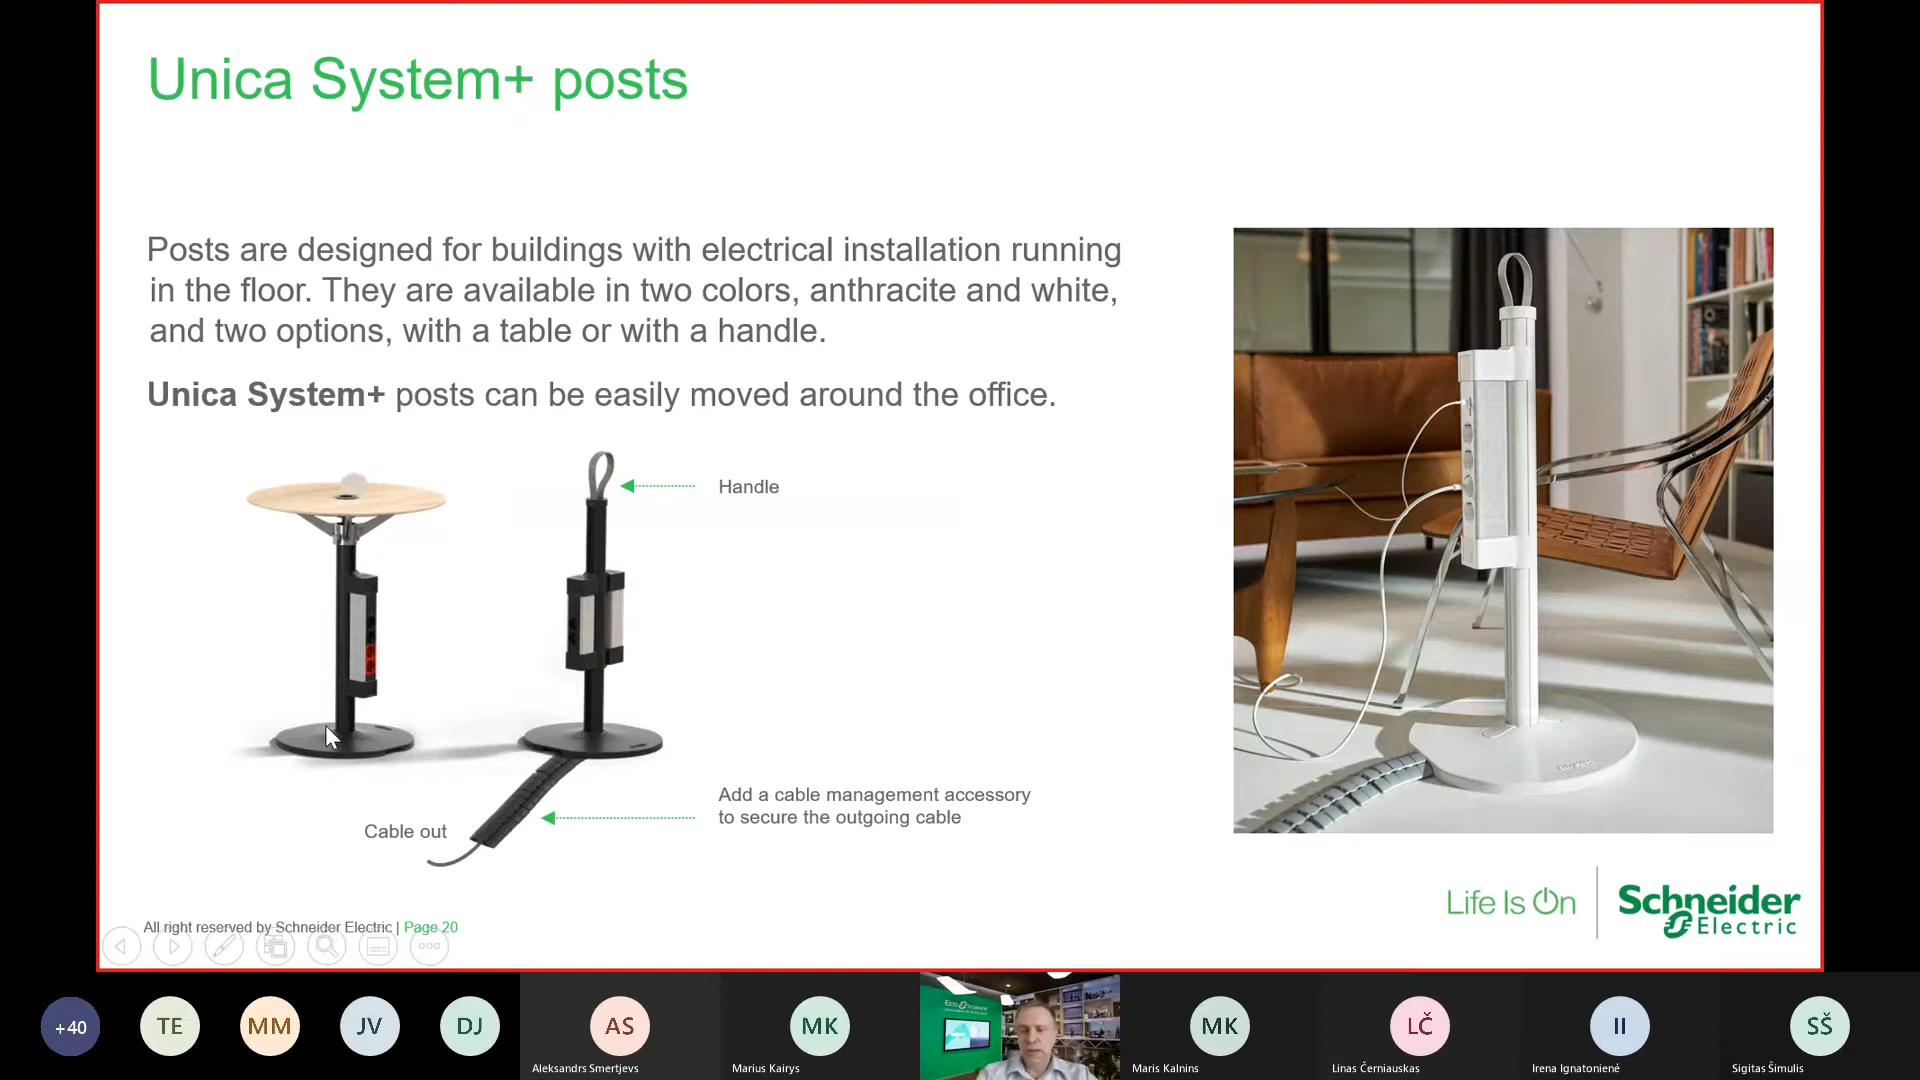 Unica System+ posts
Posts are designed for buildings with electrical installation running
in the floor. They are available in two colors, anthracite and white,
and two options, with a table or with a handle.
Unica System+ posts can be easily moved around the office.
Handle
Add a cable management accessory
to secure the outgoing cable
Cable out
Life Is On
Schneider
Electric
All right reserved by Schneider Electric | Page 20
+40
TE
MM
JV
DJ
AS
Aleksandrs Smertjevs
MK
Marius Kairys
MK
Maris Kalnins
LČ
Linas Černiauskas
II
Irena Ignatonienė
SŠ
Sigitas Šimulis